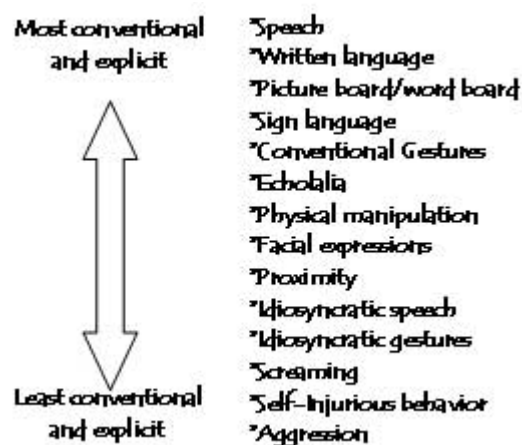 Most conventional
and explicit
Least conventional
and explicit
*Speech
*Written language
*Picture board/word board
*Sign language
*Conventional Gestures
*Echolalia
*Physical manipulation
*Facial expressions
*Proximity
*Idiosyncratic speech
*Idiosyncratic gestures
*Screaming
*Self-Injurious behavior
*Aggression